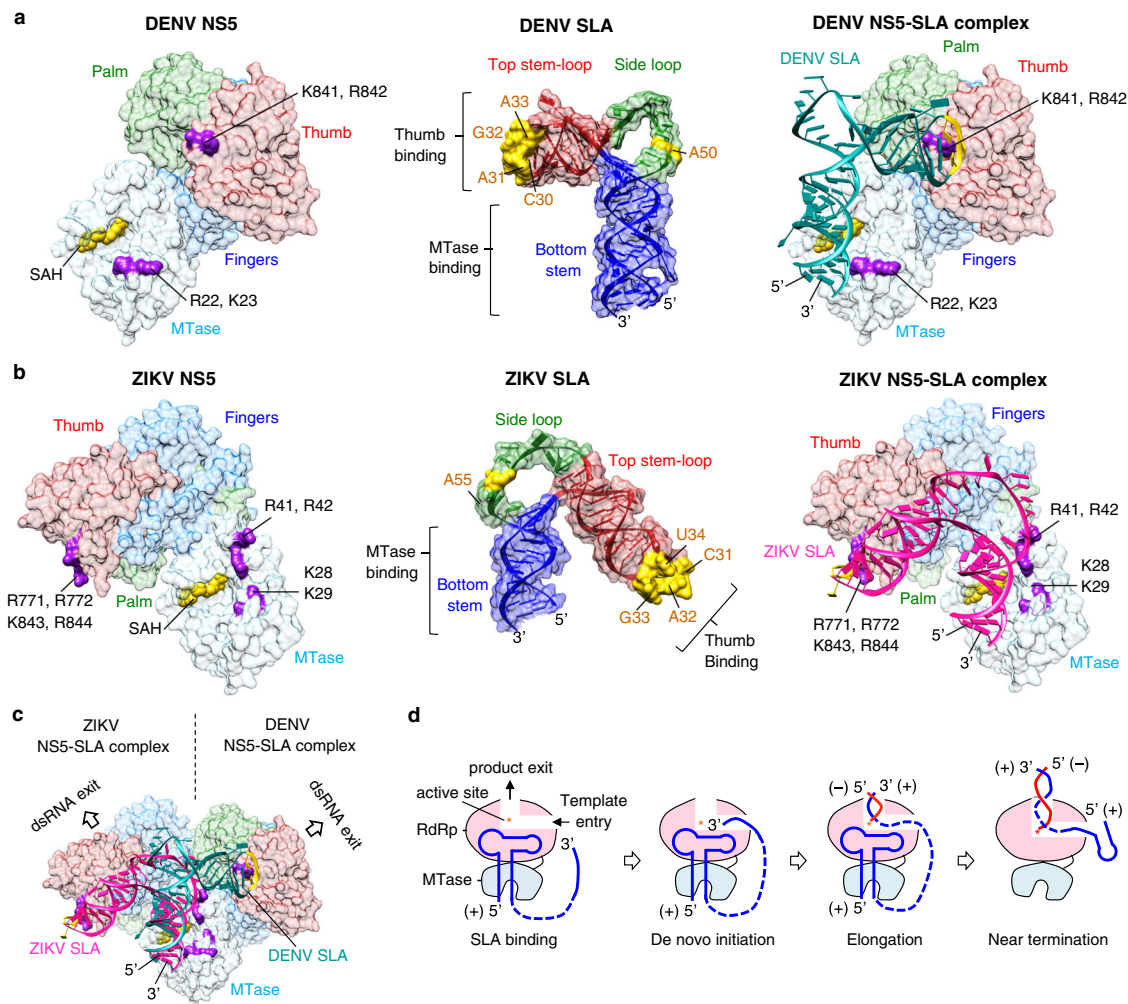 a
DENV NS5
Palm
K841, R842
Thumb
SAH
Fingers
R22, K23
MTase
DENV SLA
Top stem-loop
Side loop
A33
Thumb
binding
G32
A50
A31
C30
MTase
binding
Bottom
stem
5’
3’
DENV NS5-SLA complex
DENV SLA
Palm
Thumb
K841, R842
Fingers
5’
3’
R22, K23
MTase
b
ZIKV NS5
Fingers
Thumb
R41, R42
K28
K29
R771, R772
K843, R844
Palm
SAH
MTase
ZIKV SLA
Side loop
Top stem-loop
A55
MTase
binding
U34
C31
Bottom
stem
G33
A32
3’
5’
Thumb
Binding
ZIKV NS5-SLA complex
Fingers
Thumb
R41, R42
ZIKV SLA
K28
K29
Palm
R771, R772
K843, R844
5’
3’
MTase
c
ZIKV
NS5-SLA complex
DENV
NS5-SLA complex
dsRNA exit
dsRNA exit
ZIKV SLA
DENV SLA
5’
3’
MTase
d
product exit
active site
*
Template
entry
RdRp
3’
MTase
(+) 5’
SLA binding
* 3’
(+) 5’
De novo initiation
(−) 5’ 3’ (+)
*
(+) 5’
Elongation
(+) 3’ 5’ (−)
5’ (+)
*
Near termination